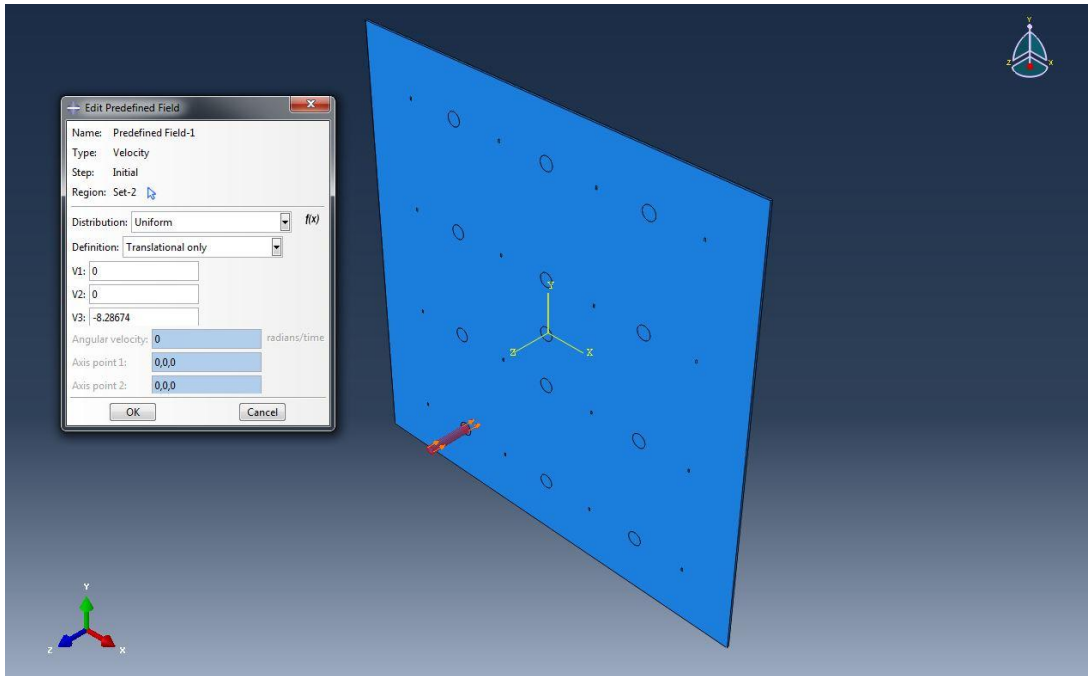 Edit Predefined Field
Name: Predefined Field-1
Type: Velocity
Step: Initial
Region: Set-2
Distribution: Uniform f(x)
Definition: Translational only
V1: 0
V2: 0
V3: -8.28674
Angular velocity: 0 radians/time
Axis point 1: 0,0,0
Axis point 2: 0,0,0
OK Cancel
Y
Z X
Y
Z X
Y
Z X